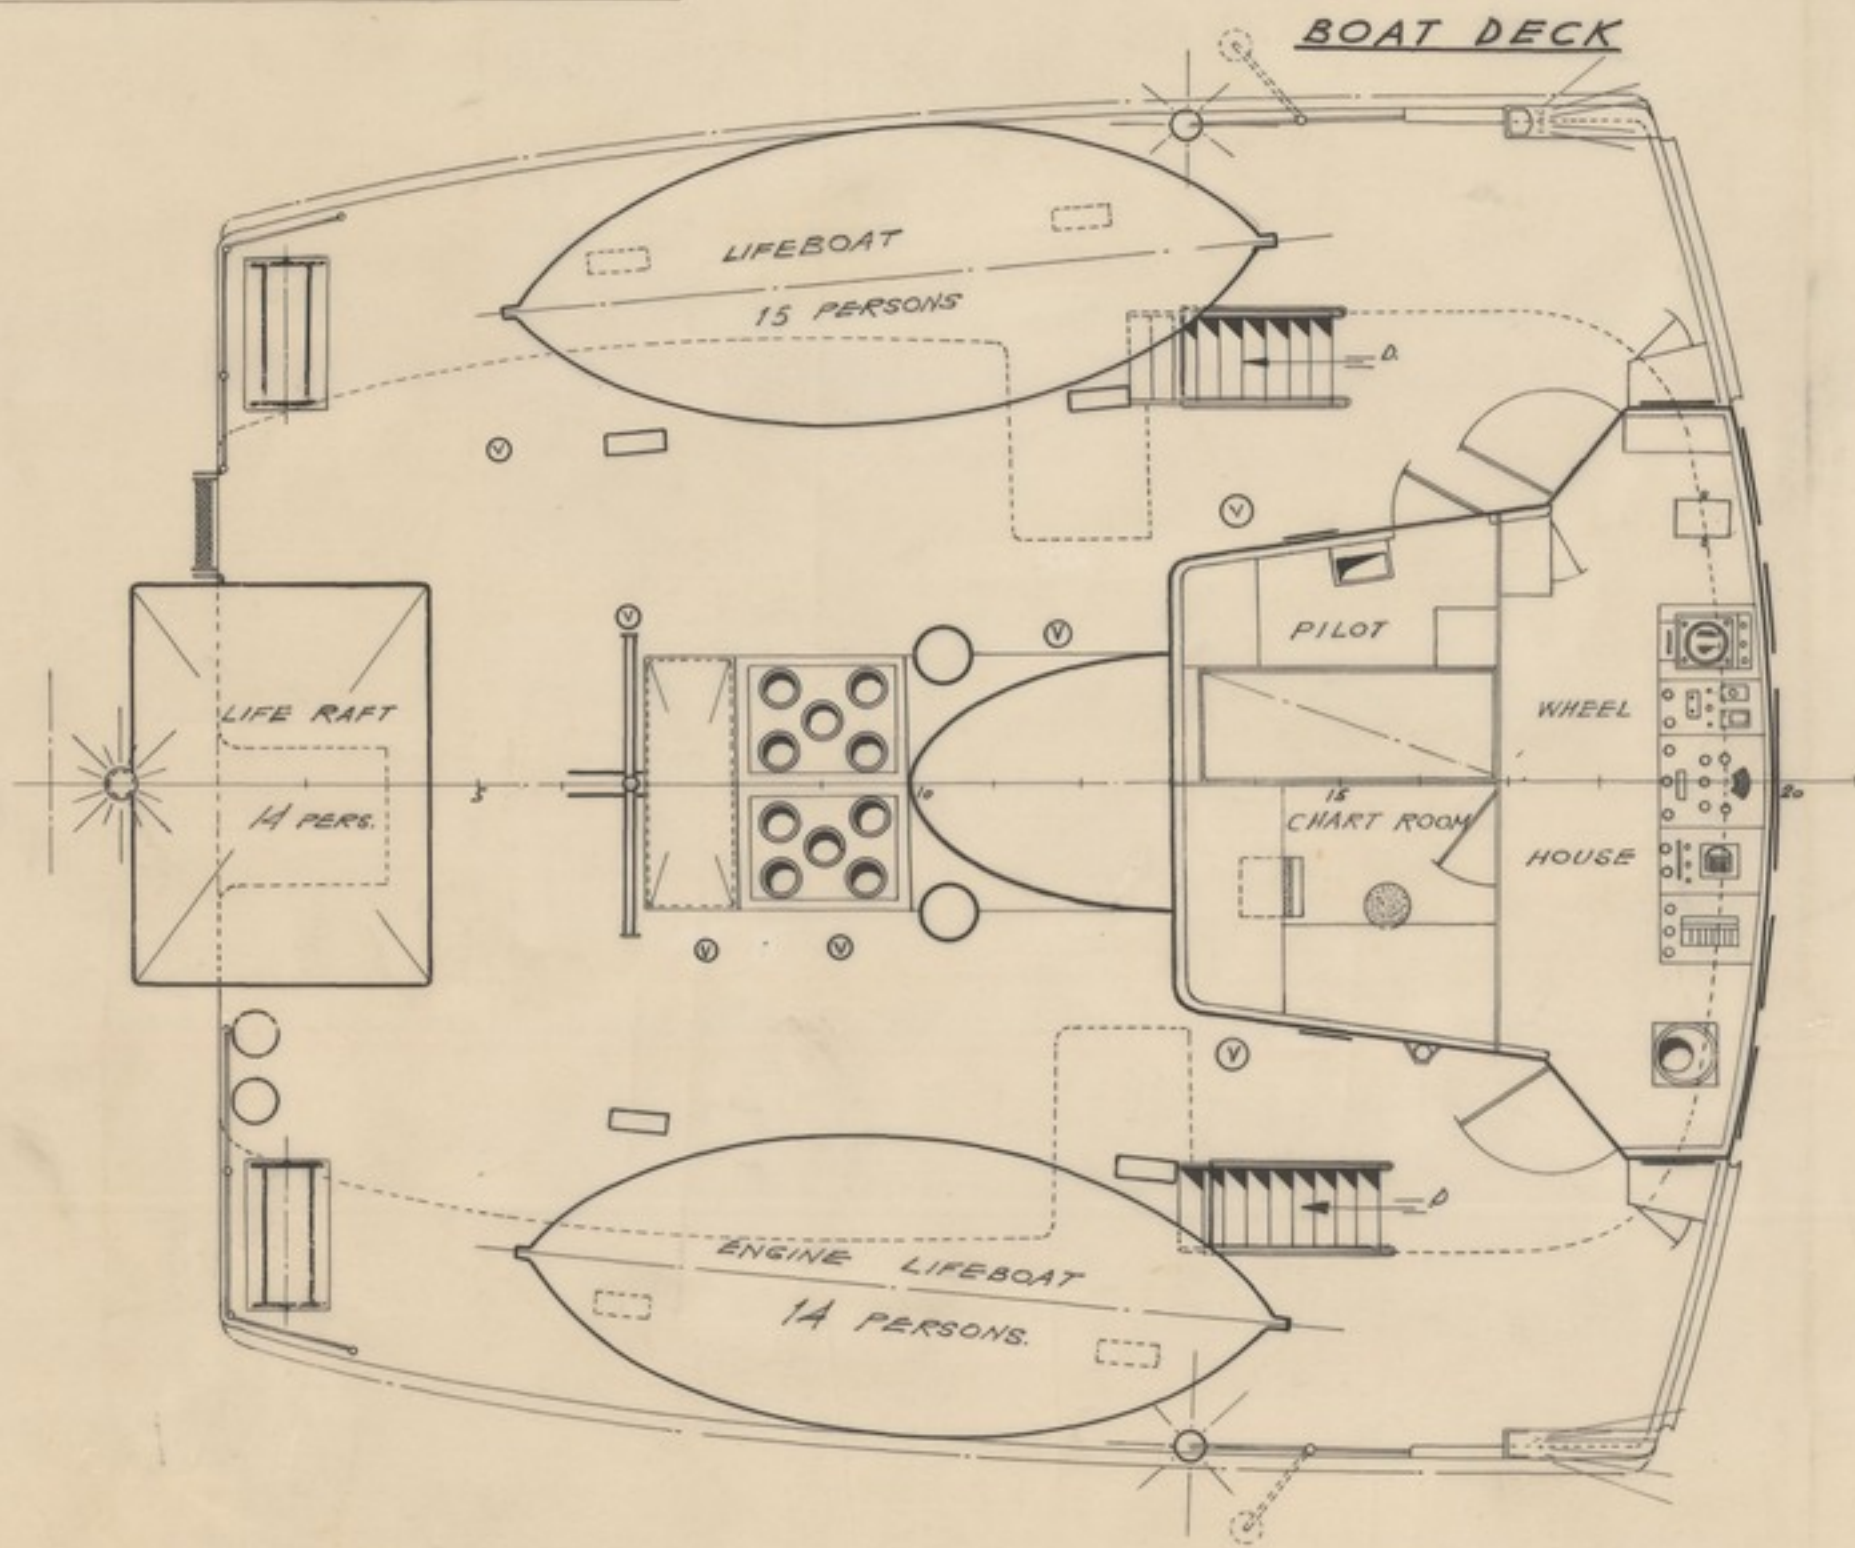 BOAT DECK
LIFEBOAT
15 PERSONS
D.
V
V
PILOT
V
V
LIFE RAFT
WHEEL
5
10
15
20
14 PERS.
CHART ROOM
HOUSE
V
V
V
D
ENGINE LIFEBOAT
14 PERSONS.